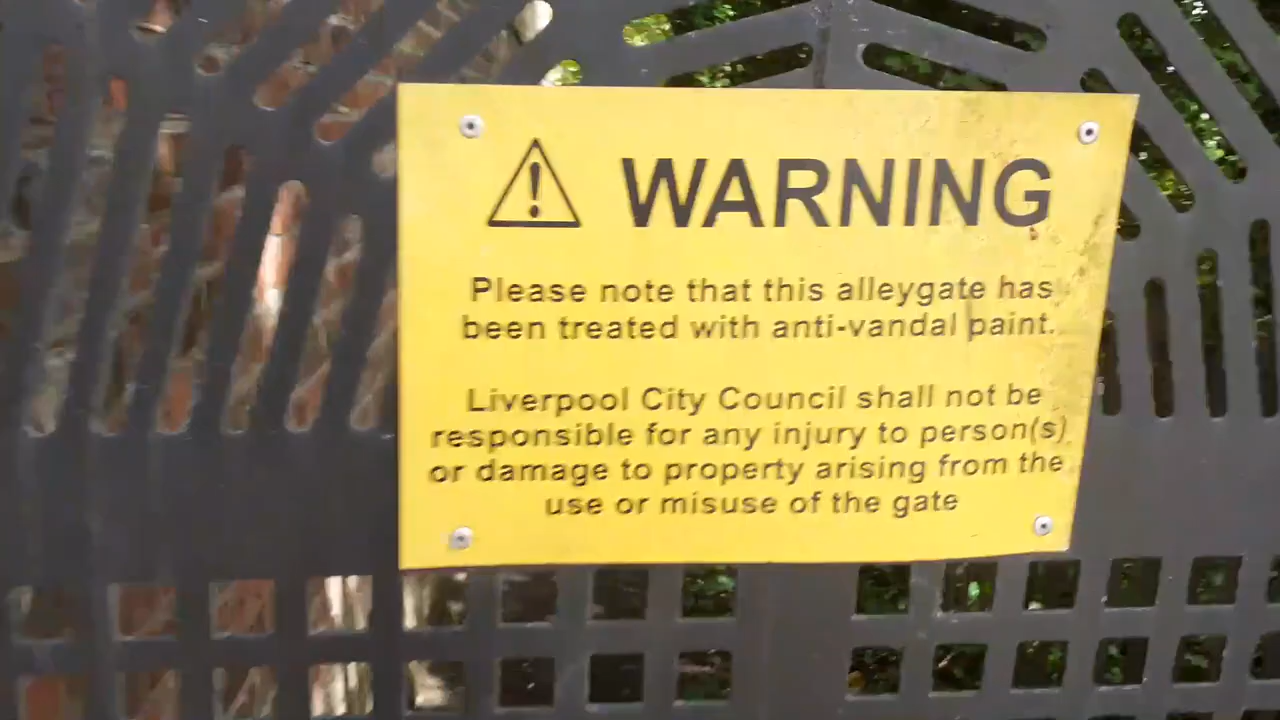 WARNING
Please note that this alleygate has
been treated with anti-vandal paint.
Liverpool City Council shall not be
responsible for any injury to person(s)
or damage to property arising from the
use or misuse of the gate